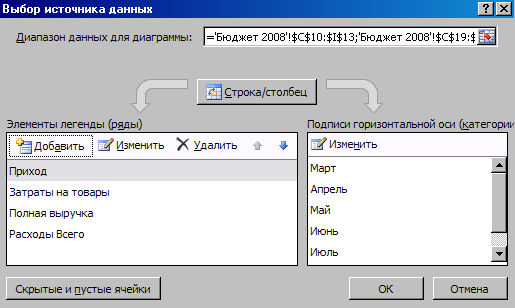 Выбор источника данных
Диапазон данных для диаграммы: ='Бюджет 2008'!$C$10:$I$13;'Бюджет 2008'!$C$19:$
Строка/столбец
Элементы легенды (ряды)
Подписи горизонтальной оси (категории
Добавить Изменить Удалить
Изменить
Приход
Затраты на товары
Полная выручка
Расходы Всего
Март
Апрель
Май
Июнь
Июль
Скрытые и пустые ячейки
ОК
Отмена